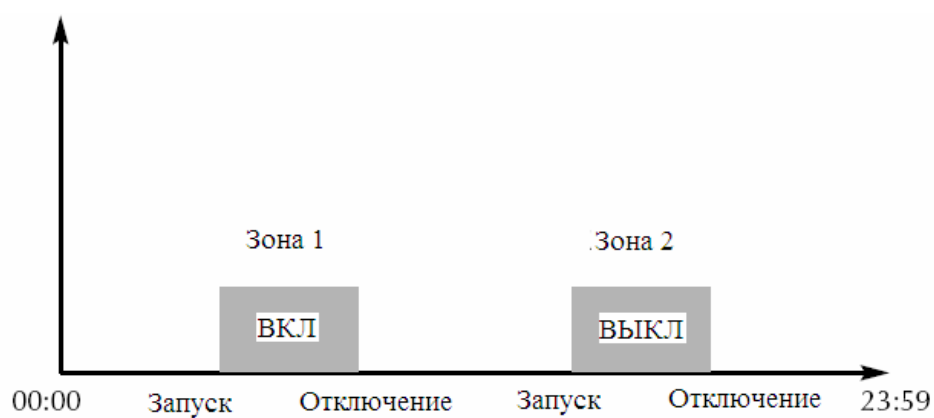 Зона 1
.Зона 2
ВКЛ
ВЫКЛ
00:00
Запуск
Отключение
Запуск
Отключение
23:59